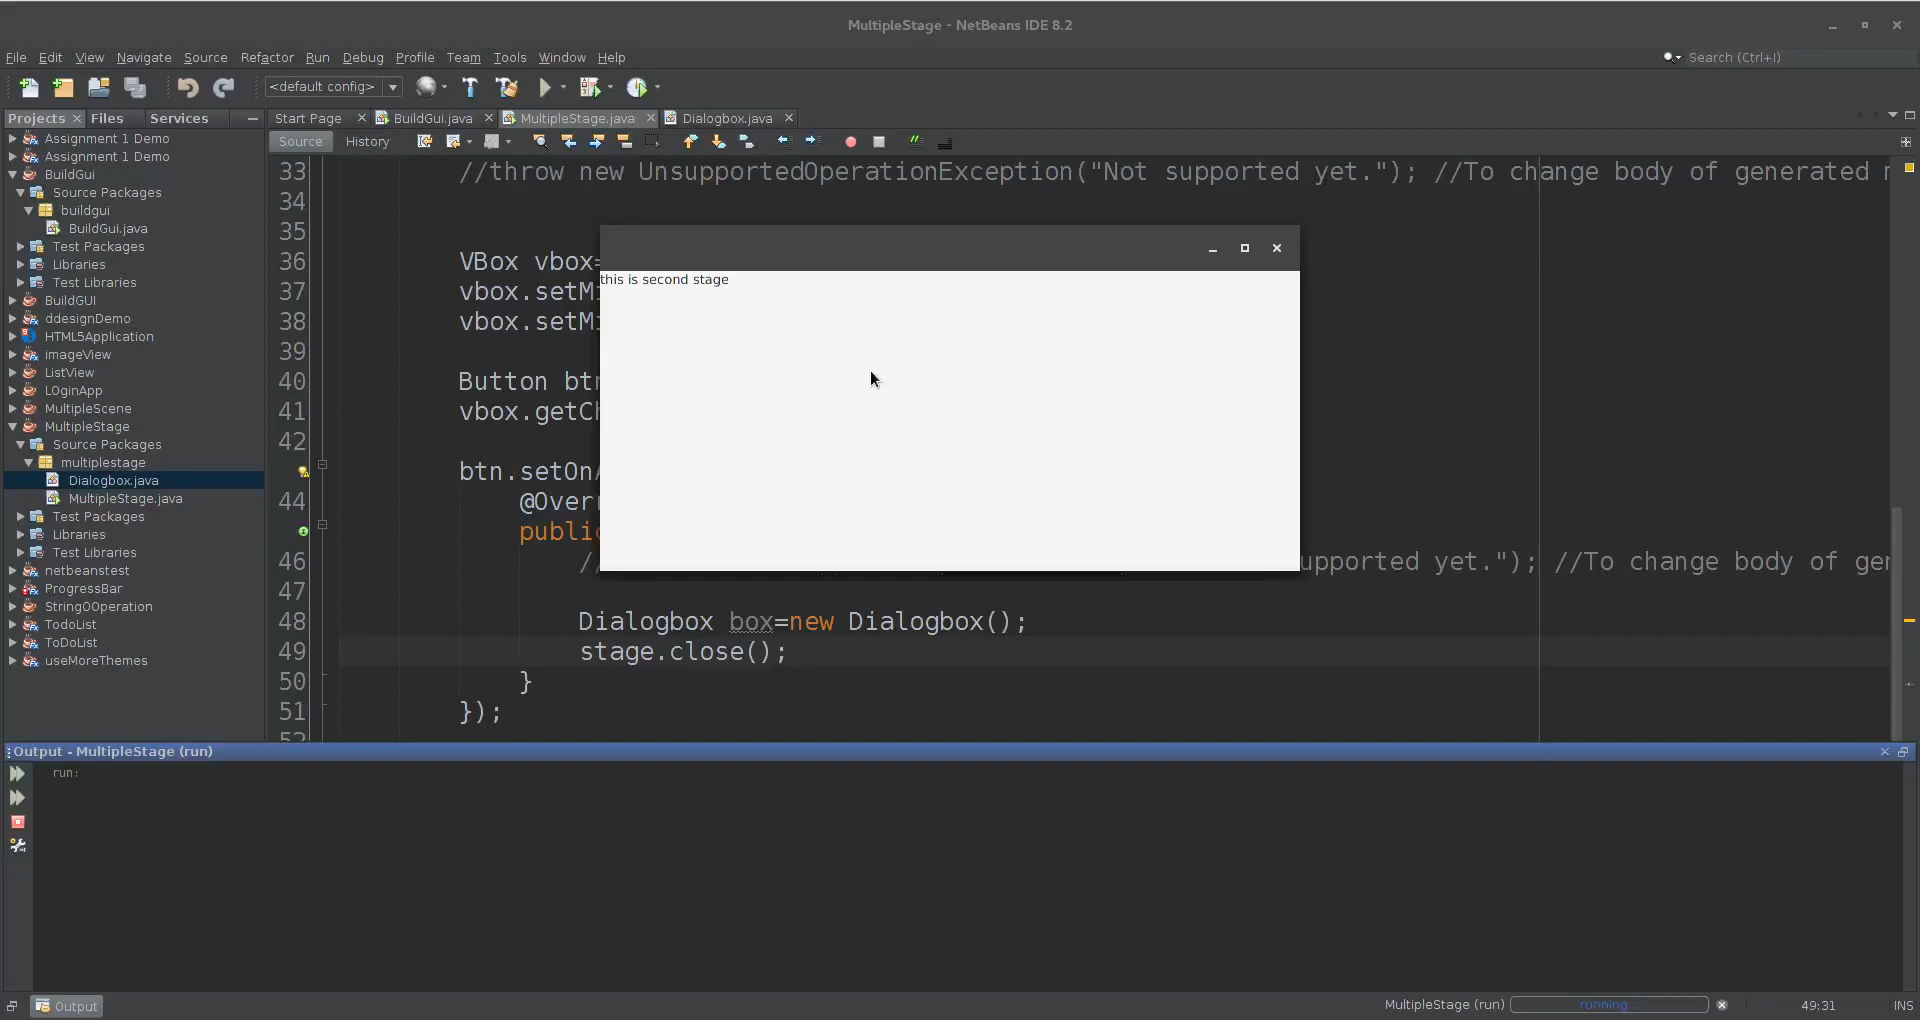 MultipleStage - NetBeans IDE 8.2
File Edit View Navigate Source Refactor Run Debug Profile Team Tools Window Help
Search (Ctrl+I)
<default config>
Projects Files Services
Start Page BuildGui.java MultipleStage.java Dialogbox.java
Source History
Assignment 1 Demo
Assignment 1 Demo
BuildGui
Source Packages
buildgui
BuildGui.java
Test Packages
Libraries
Test Libraries
BuildGUI
ddesignDemo
HTML5Application
imageView
ListView
LOginApp
MultipleScene
MultipleStage
Source Packages
multiplestage
Dialogbox.java
MultipleStage.java
Test Packages
Libraries
Test Libraries
netbeanstest
ProgressBar
StringOOperation
TodoList
ToDoList
useMoreThemes
33 //throw new UnsupportedOperationException("Not supported yet."); //To change body of generated
34
35
36 VBox vbox=
37 vbox.setM
38 vbox.setM
39
40 Button bt
41 vbox.getC
42
btn.setOn
44 @Over
public
46 // upported yet."); //To change body of ge
47
48 Dialogbox box=new Dialogbox();
49 stage.close();
50 }
51 });
52
this is second stage
Output - MultipleStage (run)
run:
Output
MultipleStage (run) running... 49:31 INS